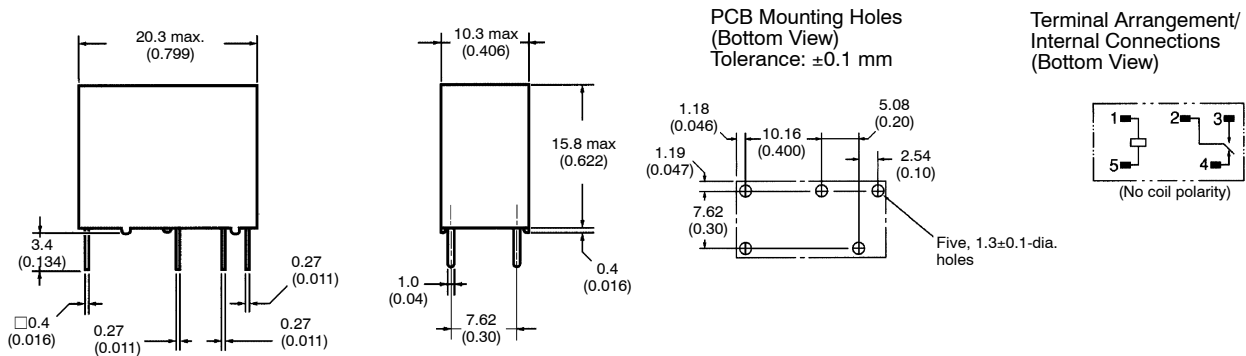 20.3 max.
(0.799)
3.4
(0.134)
□0.4
(0.016)
0.27
(0.011)
0.27
(0.011)
0.27
(0.011)
10.3 max
(0.406)
15.8 max
(0.622)
0.4
(0.016)
1.0
(0.04)
7.62
(0.30)
PCB Mounting Holes
(Bottom View)
Tolerance: ±0.1 mm
1.18
(0.046)
10.16
(0.400)
5.08
(0.20)
1.19
(0.047)
2.54
(0.10)
7.62
(0.30)
Five, 1.3±0.1-dia.
holes
Terminal Arrangement/
Internal Connections
(Bottom View)
1 2 3
5 4
(No coil polarity)